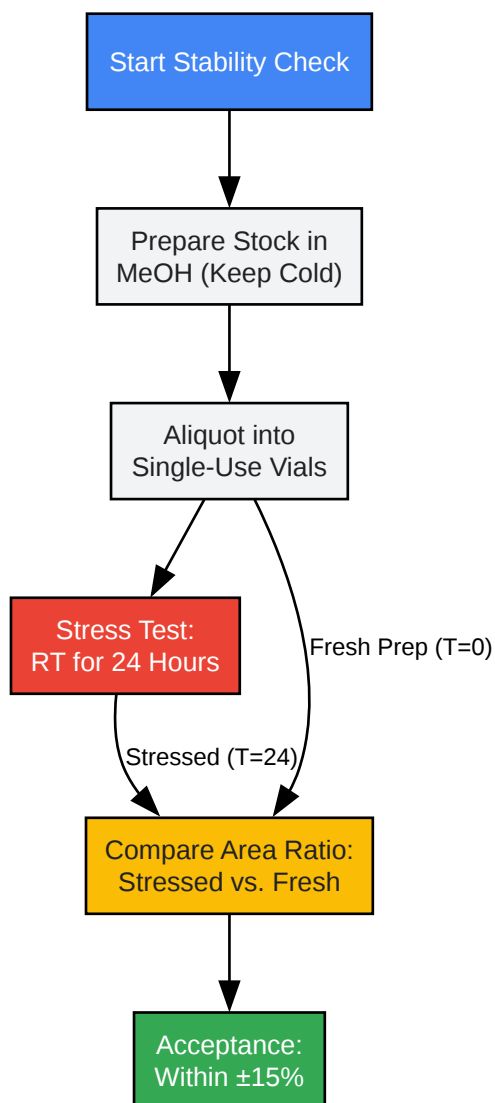 Start Stability Check
Prepare Stock in
MeOH (Keep Cold)
Aliquot into
Single-Use Vials
Stress Test:
RT for 24 Hours
Fresh Prep (T=0)
Stressed (T=24)
Compare Area Ratio:
Stressed vs. Fresh
Acceptance:
Within ±15%